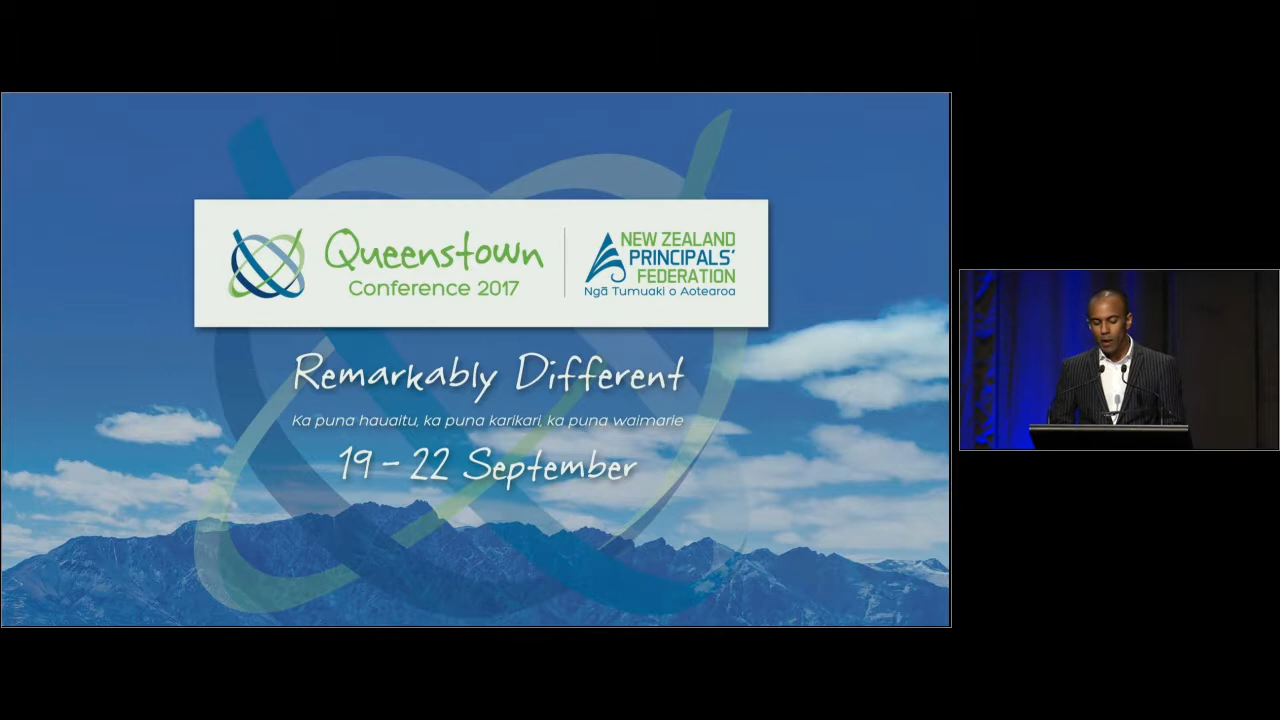 Queenstown
Conference 2017
NEW ZEALAND
PRINCIPALS'
FEDERATION
Ngā Tumuaki o Aotearoa
Remarkably Different
Ka puna hauaitu, ka puna karikari, ka puna waimarie
19 – 22 September